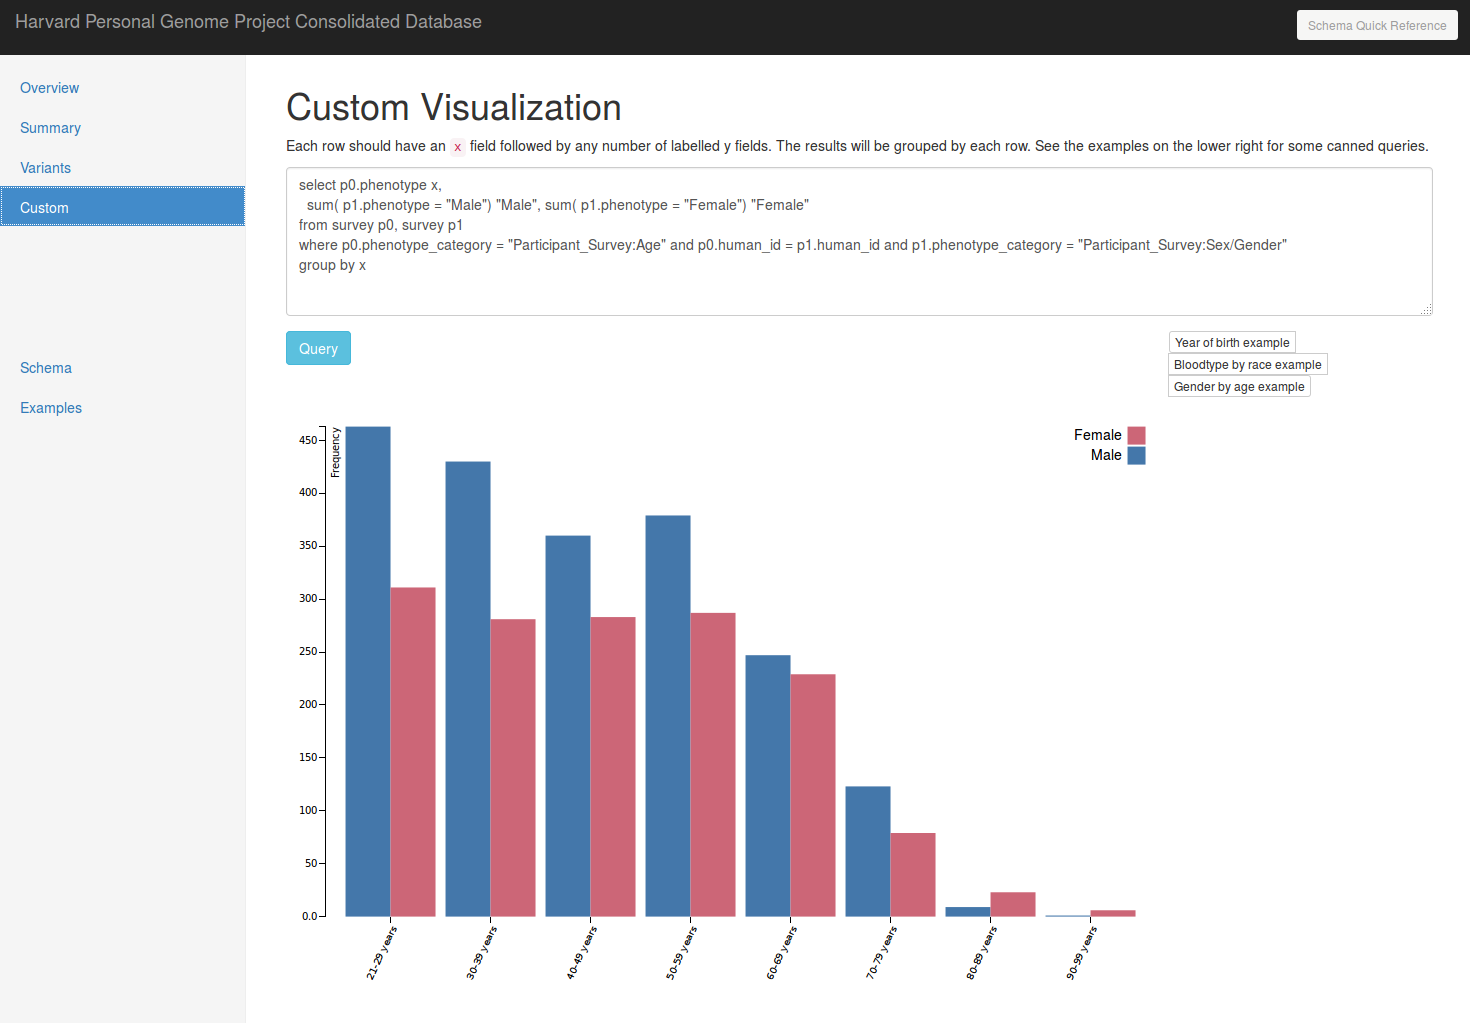 Harvard Personal Genome Project Consolidated Database
Schema Quick Reference
Overview
Summary
Variants
Custom
Schema
Examples
Custom Visualization
Each row should have an x field followed by any number of labelled y fields. The results will be grouped by each row. See the examples on the lower right for some canned queries.
select p0.phenotype x,
sum( p1.phenotype = "Male") "Male", sum( p1.phenotype = "Female") "Female"
from survey p0, survey p1
where p0.phenotype_category = "Participant_Survey:Age" and p0.human_id = p1.human_id and p1.phenotype_category = "Participant_Survey:Sex/Gender"
group by x
Query
Year of birth example
Bloodtype by race example
Gender by age example
Frequency
450
400
350
300
250
200
150
100
50
0.0
Female
Male
21-29 years
30-39 years
40-49 years
50-59 years
60-69 years
70-79 years
80-89 years
90-99 years